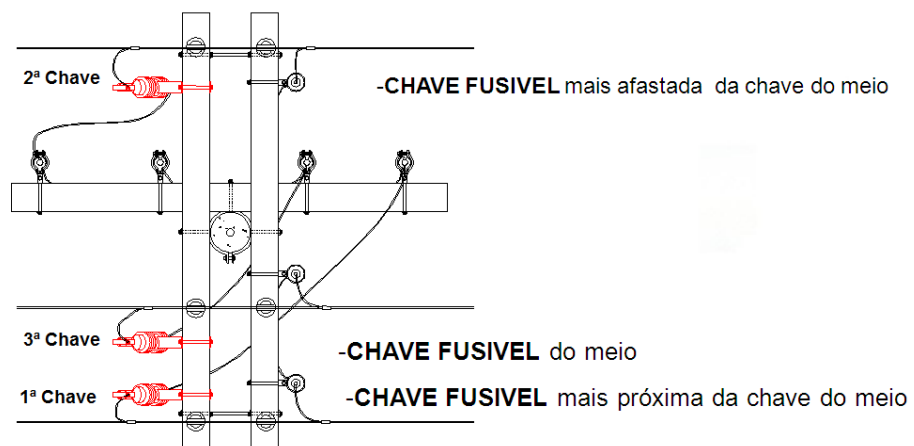 2ª Chave
-CHAVE FUSIVEL mais afastada da chave do meio
3ª Chave
-CHAVE FUSIVEL do meio
1ª Chave
-CHAVE FUSIVEL mais próxima da chave do meio